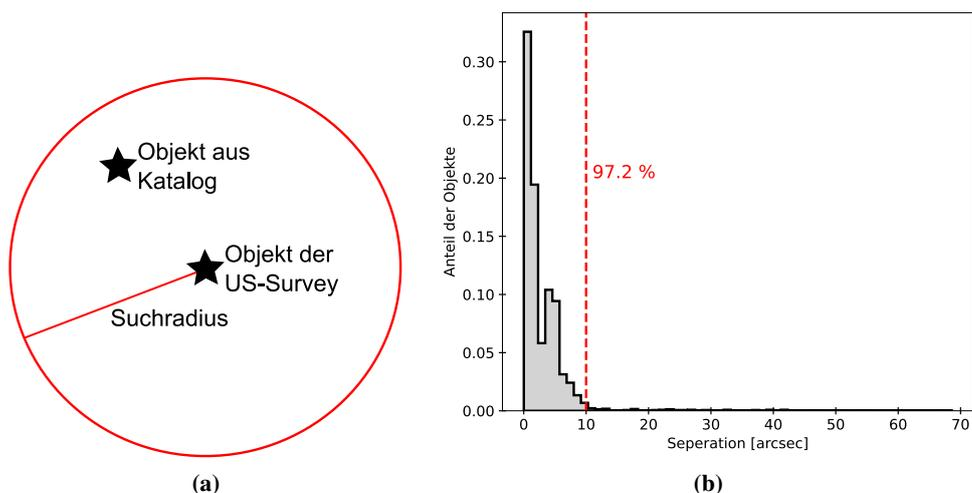 Objekt aus
Katalog
Objekt der
US-Survey
Suchradius
(a)
Anteil der Objekte
0.30
0.25
0.20
0.15
0.10
0.05
0.00
97.2 %
0 10 20 30 40 50 60 70
Seperation [arcsec]
(b)